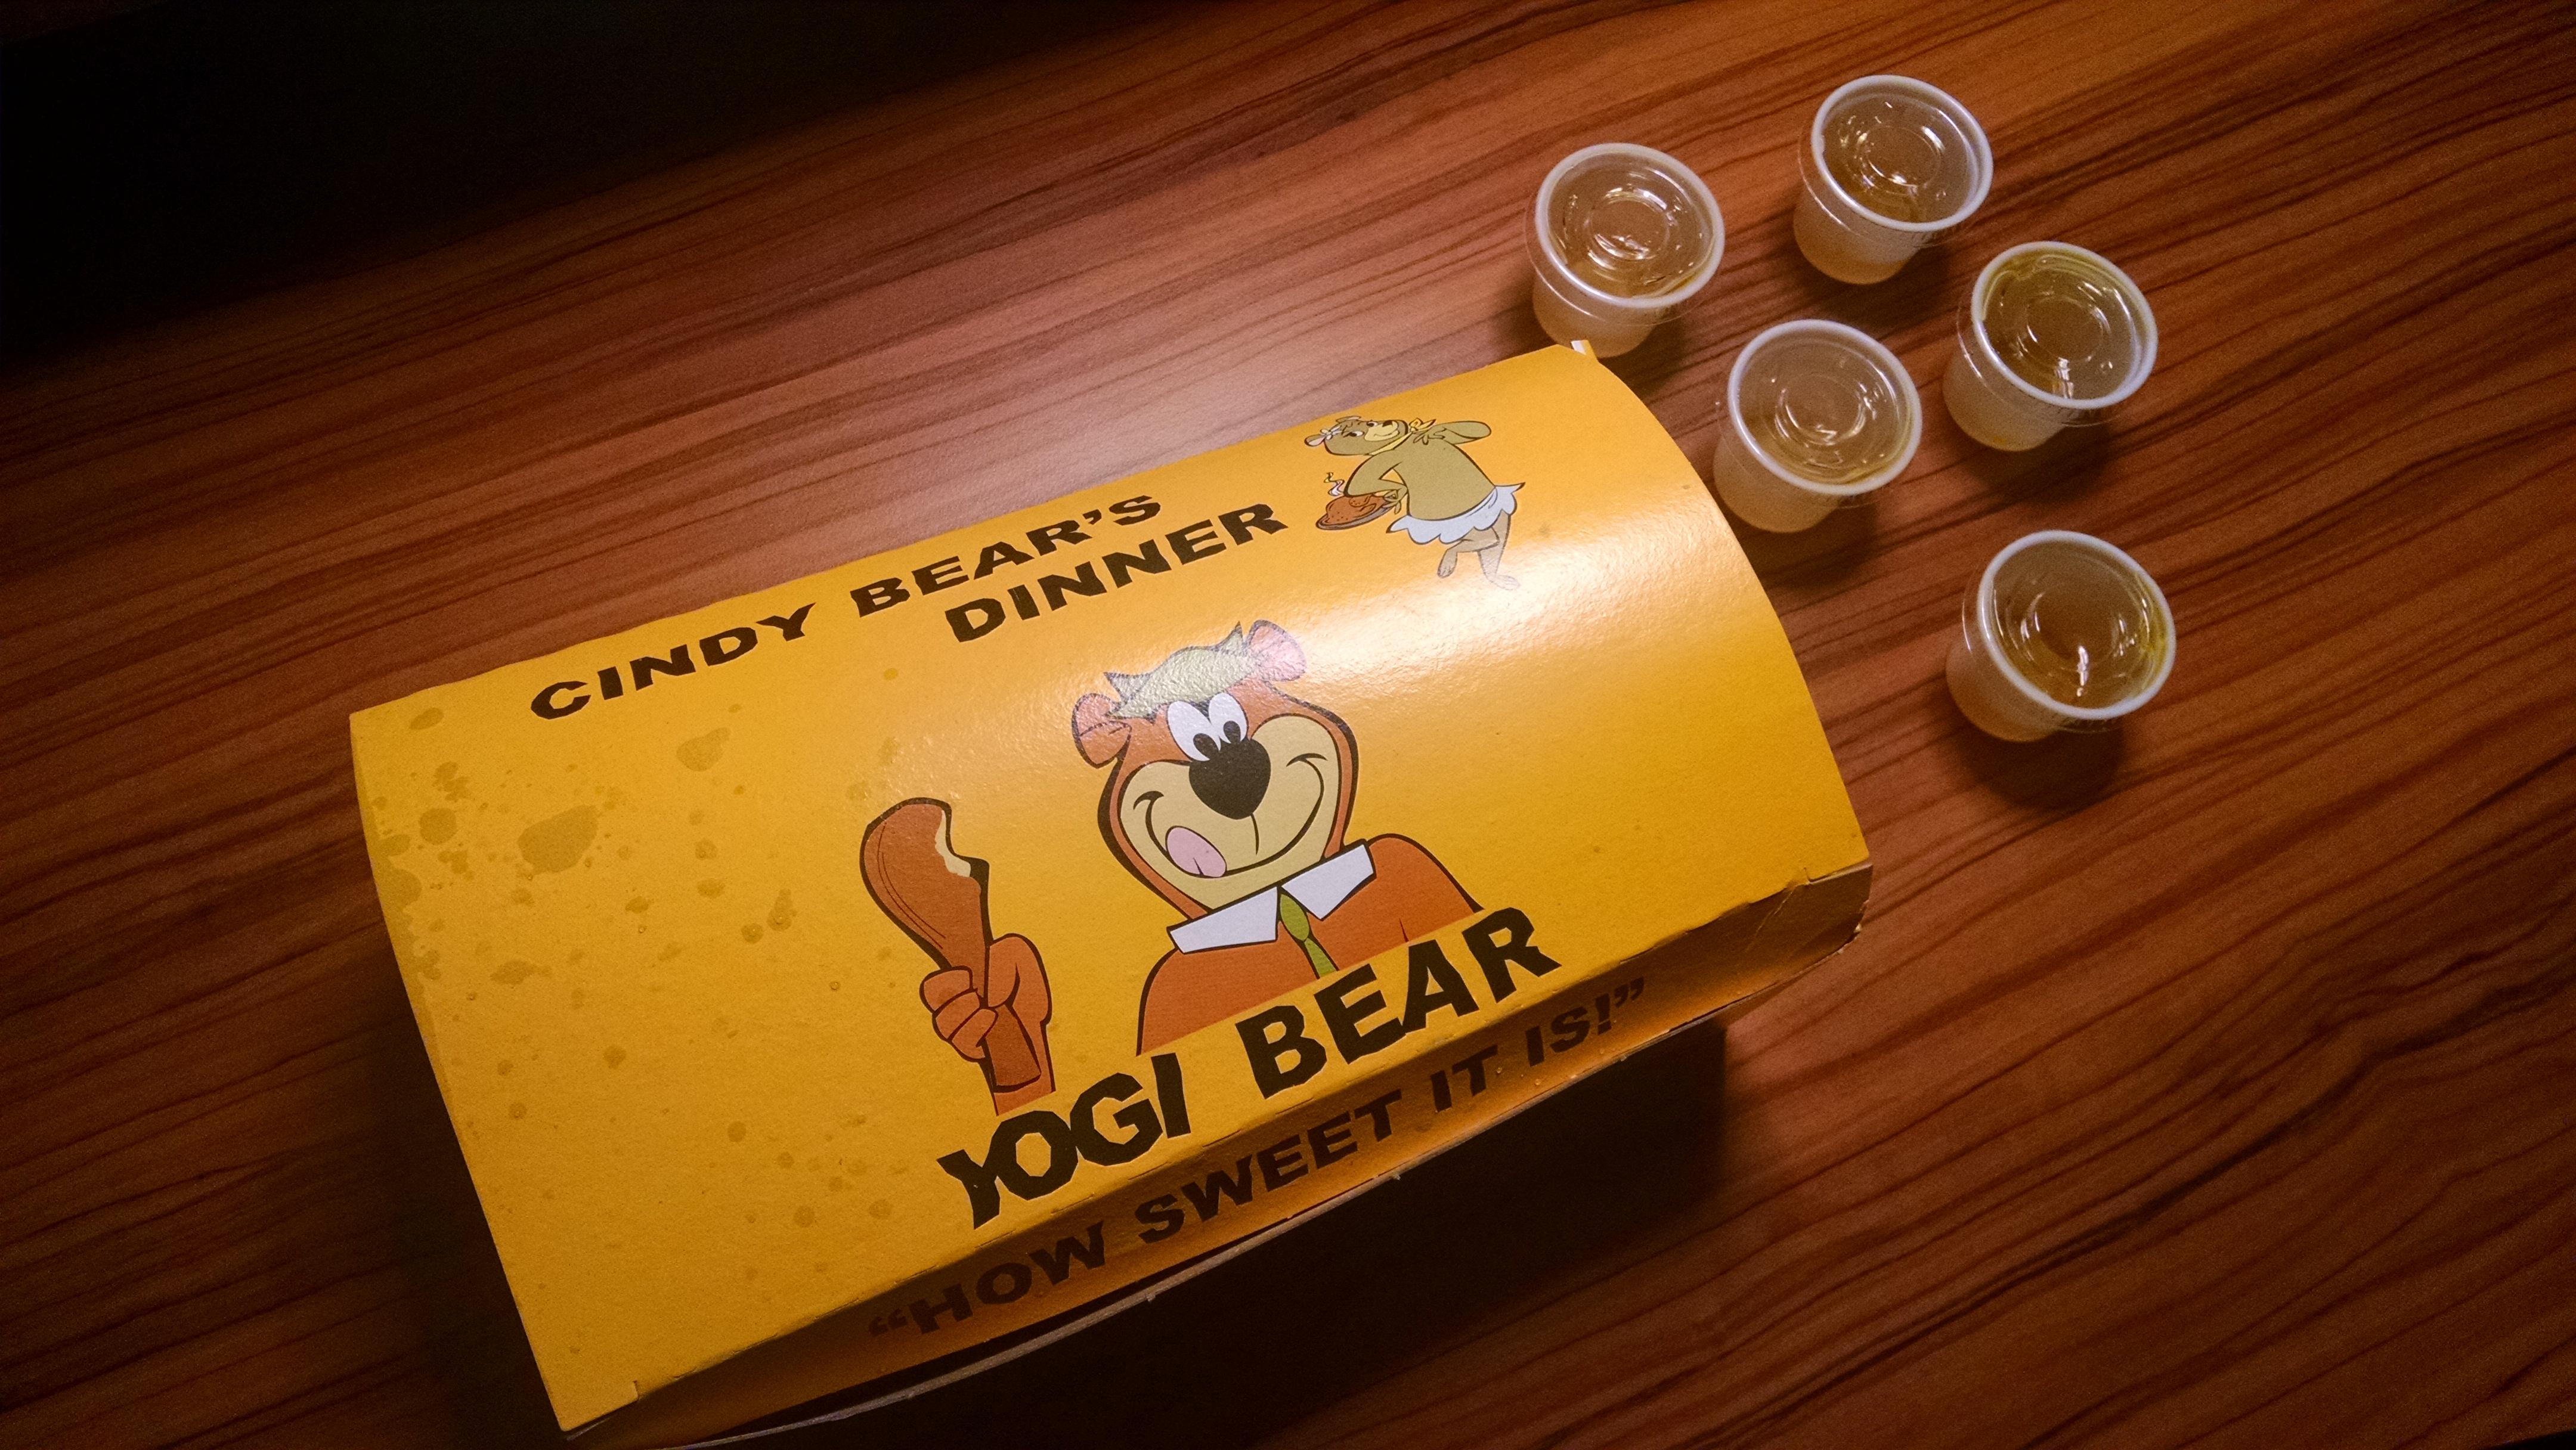 CINDY BEAR'S
DINNER
YOGI BEAR
"HOW SWEET IT IS!"